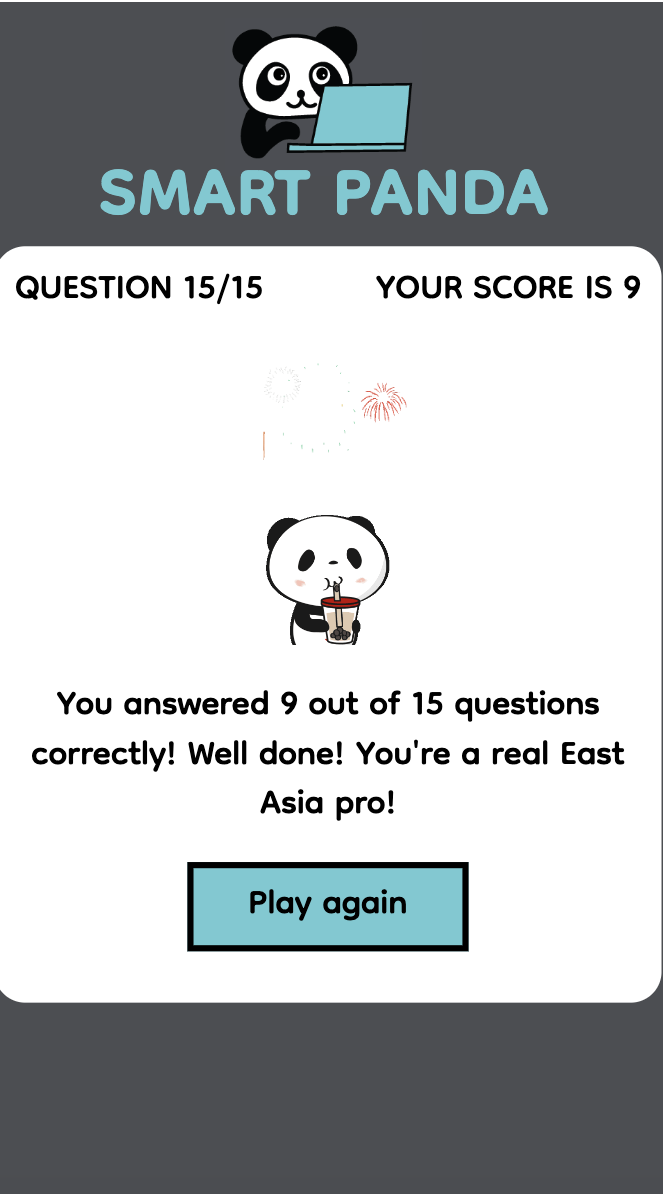 SMART PANDA
QUESTION 15/15
YOUR SCORE IS 9
You answered 9 out of 15 questions
correctly! Well done! You're a real East
Asia pro!
Play again